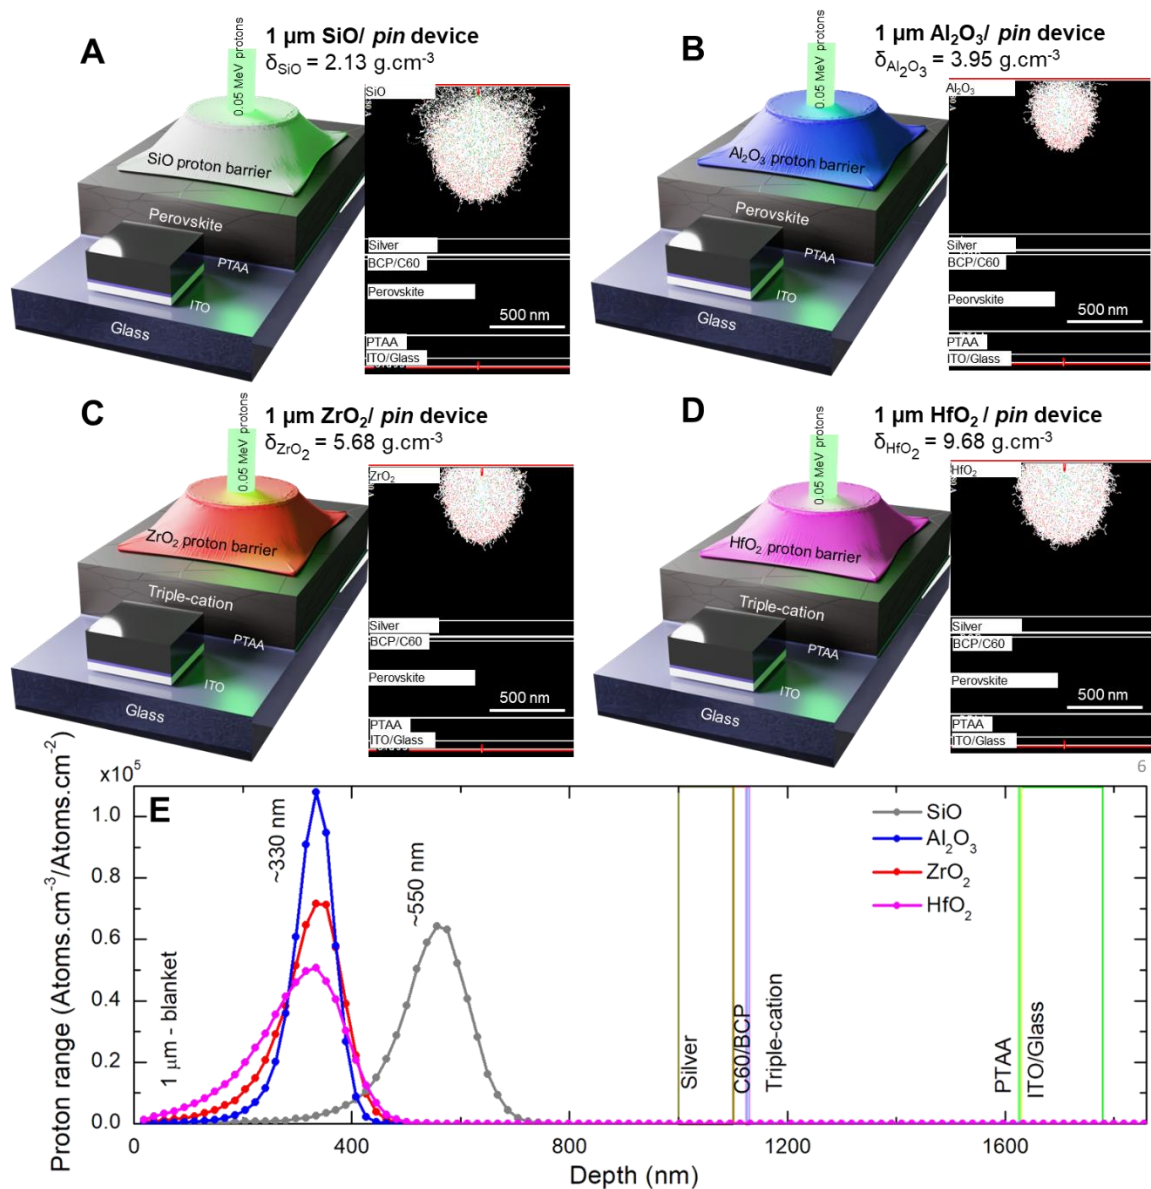 A
1 µm SiO/ pin device
δSiO = 2.13 g.cm-3
0.05 MeV protons
SiO proton barrier
Perovskite
PTAA
ITO
Glass
SiO
Silver
BCP/C60
Perovskite
500 nm
PTAA
ITO/Glass
B
1 µm Al2O3/ pin device
δAl2O3 = 3.95 g.cm-3
0.05 MeV protons
Al2O3 proton barrier
Perovskite
PTAA
ITO
Glass
Al2O3
Silver
BCP/C60
Peorvskite
500 nm
PTAA
ITO/Glass
C
1 µm ZrO2/ pin device
δZrO2 = 5.68 g.cm-3
0.05 MeV protons
ZrO2 proton barrier
Triple-cation
PTAA
ITO
Glass
ZrO2
Silver
BCP/C60
Perovskite
500 nm
PTAA
ITO/Glass
D
1 µm HfO2 / pin device
δHfO2 = 9.68 g.cm-3
0.05 MeV protons
HfO2 proton barrier
Triple-cation
PTAA
ITO
Glass
HfO2
Silver
BCP/C60
Perovskite
500 nm
PTAA
ITO/Glass
6
x10^5
E
Proton range (Atoms.cm-3/Atoms.cm-2)
1.0
0.8
0.6
0.4
0.2
0.0
1 µm - blanket
~330 nm
~550 nm
SiO
Al2O3
ZrO2
HfO2
Silver
C60/BCP
Triple-cation
PTAA
ITO/Glass
0
400
800
1200
1600
Depth (nm)